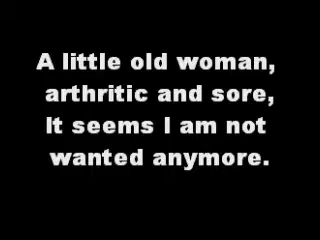 A little old woman,
arthritic and sore,
It seems I am not
wanted anymore.